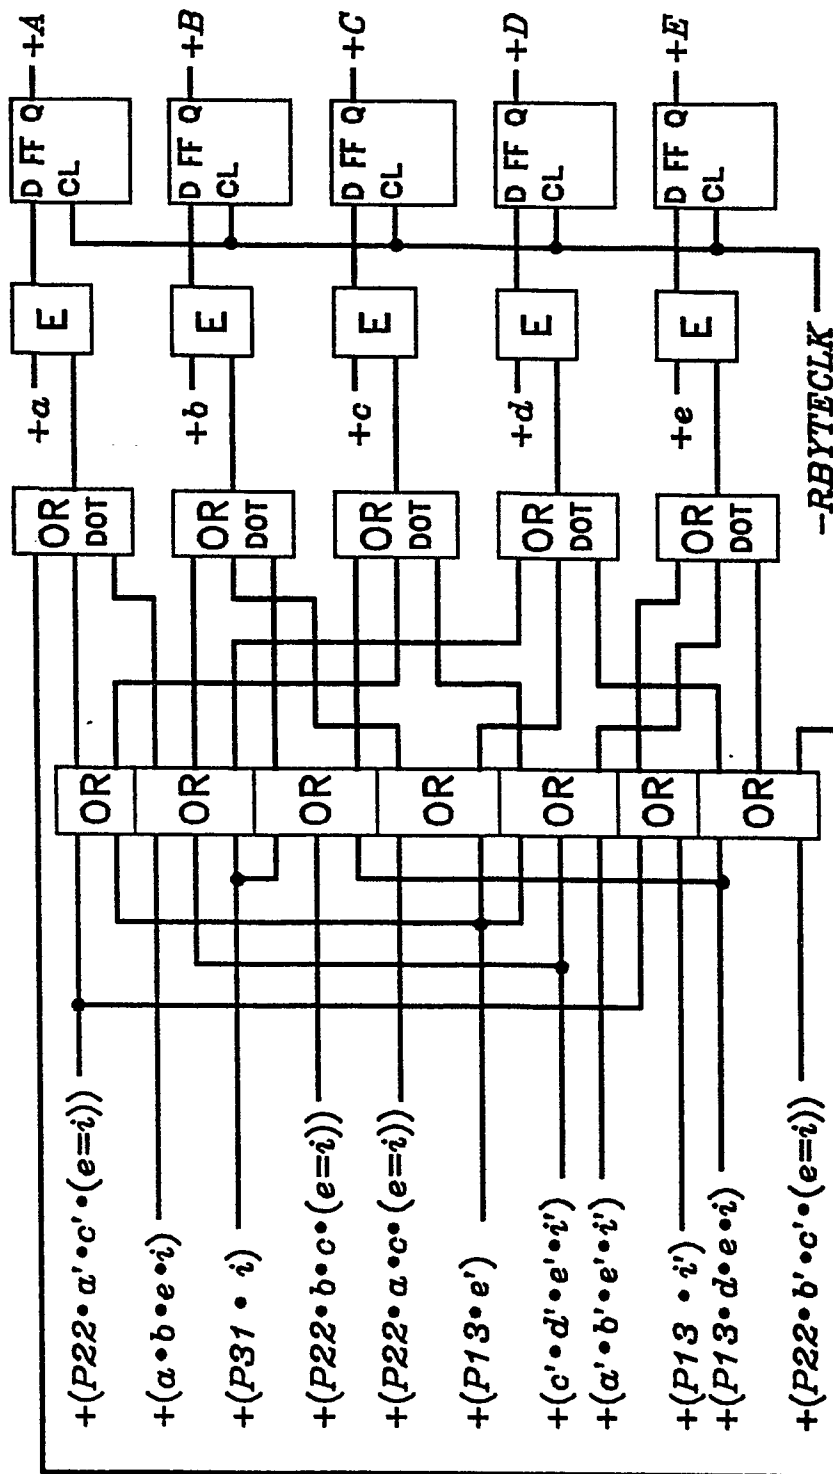 +(P22•a'•c'•(e=i))
+(a•b•e•i)
+(P31 • i)
+(P22•b•c•(e=i))
+(P22•a•c•(e=i))
+(P13•e')
+(c'•d'•e'•i')
+(a'•b'•e'•i')
+(P13 • i')
+(P13•d•e•i)
+(P22•b'•c'•(e=i))
OR
OR
OR
OR
OR
OR
OR
OR
DOT
OR
DOT
OR
DOT
OR
DOT
OR
DOT
+a
+b
+c
+d
+e
-RBYTECLK
E
E
E
E
E
D FF Q
CL
D FF Q
CL
D FF Q
CL
D FF Q
CL
D FF Q
CL
+A
+B
+C
+D
+E